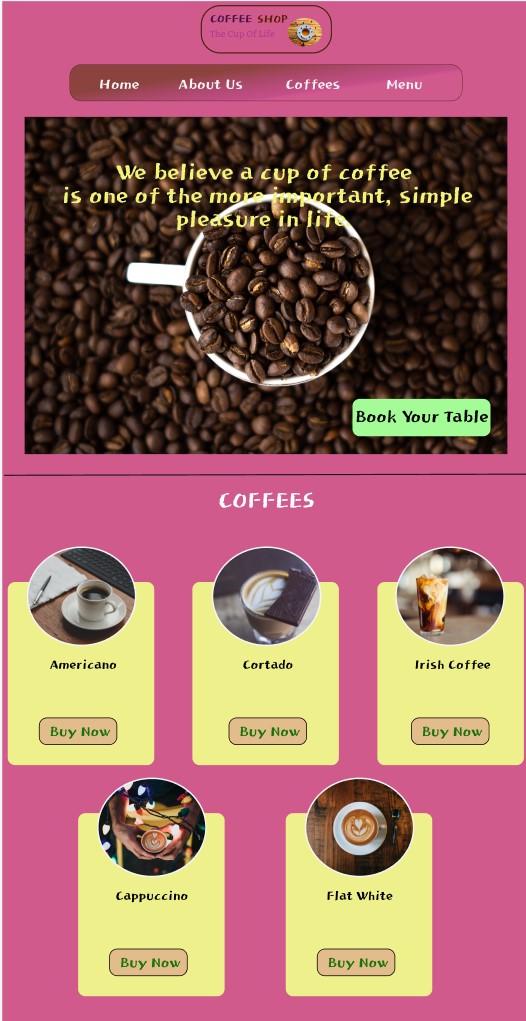 COFFEE SHOP
The Cup Of Life
Home About Us Coffees Menu
We believe a cup of coffee
is one of the more important, simple
pleasure in life
Book Your Table
COFFEES
Americano Cortado Irish Coffee
Buy Now Buy Now Buy Now
Cappuccino Flat White
Buy Now Buy Now